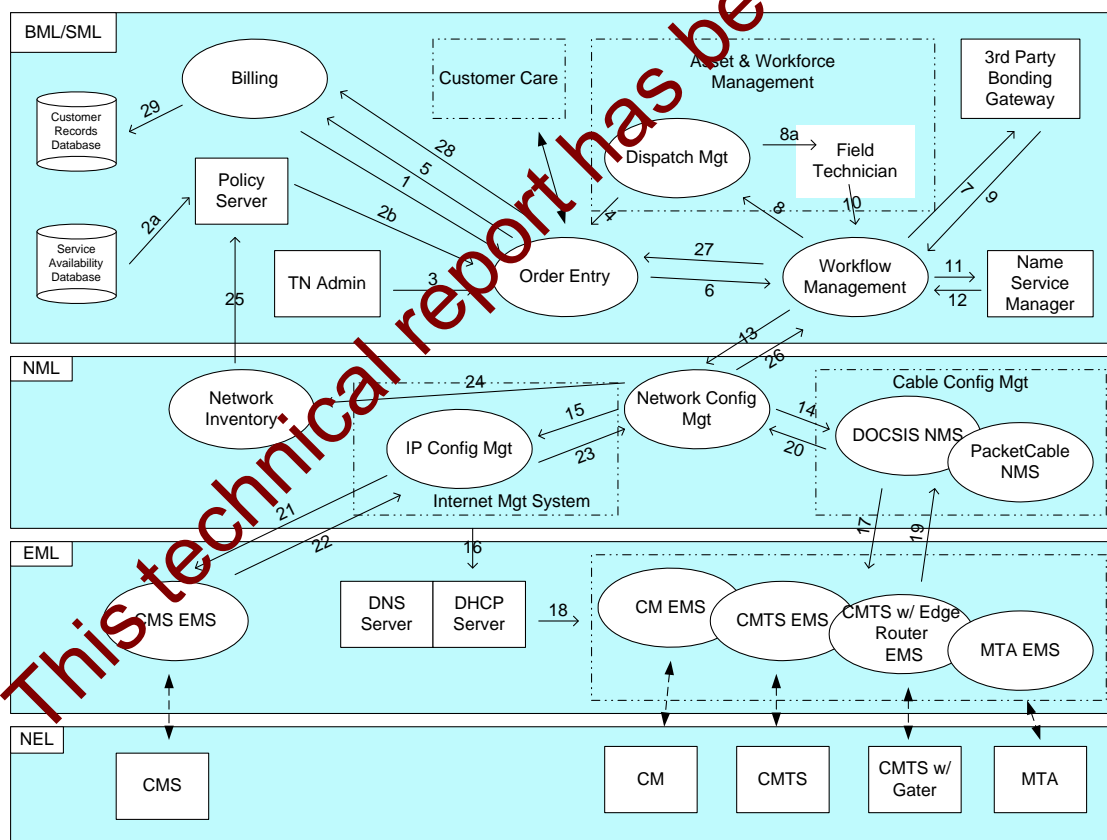 BML/SML
Billing
Customer Care
Asset & Workforce
Management
3rd Party
Bonding
Gateway
Customer
Records
Database
29
28
5
1
Dispatch Mgt
8a
Field
Technician
Policy
Server
2a
2b
4
8
10
7
9
Service
Availability
Database
25
TN Admin
3
Order Entry
27
6
Workflow
Management
11
12
Name
Service
Manager
13
26
NML
Network
Inventory
24
15
23
IP Config Mgt
Internet Mgt System
Network Config
Mgt
14
20
Cable Config Mgt
DOCSIS NMS
PacketCable
NMS
21
22
16
17
19
EML
CMS EMS
DNS
Server
DHCP
Server
18
CM EMS
CMTS EMS
CMTS w/ Edge
Router
EMS
MTA EMS
NEL
CMS
CM
CMTS
CMTS w/
Gater
MTA
This technical report has be